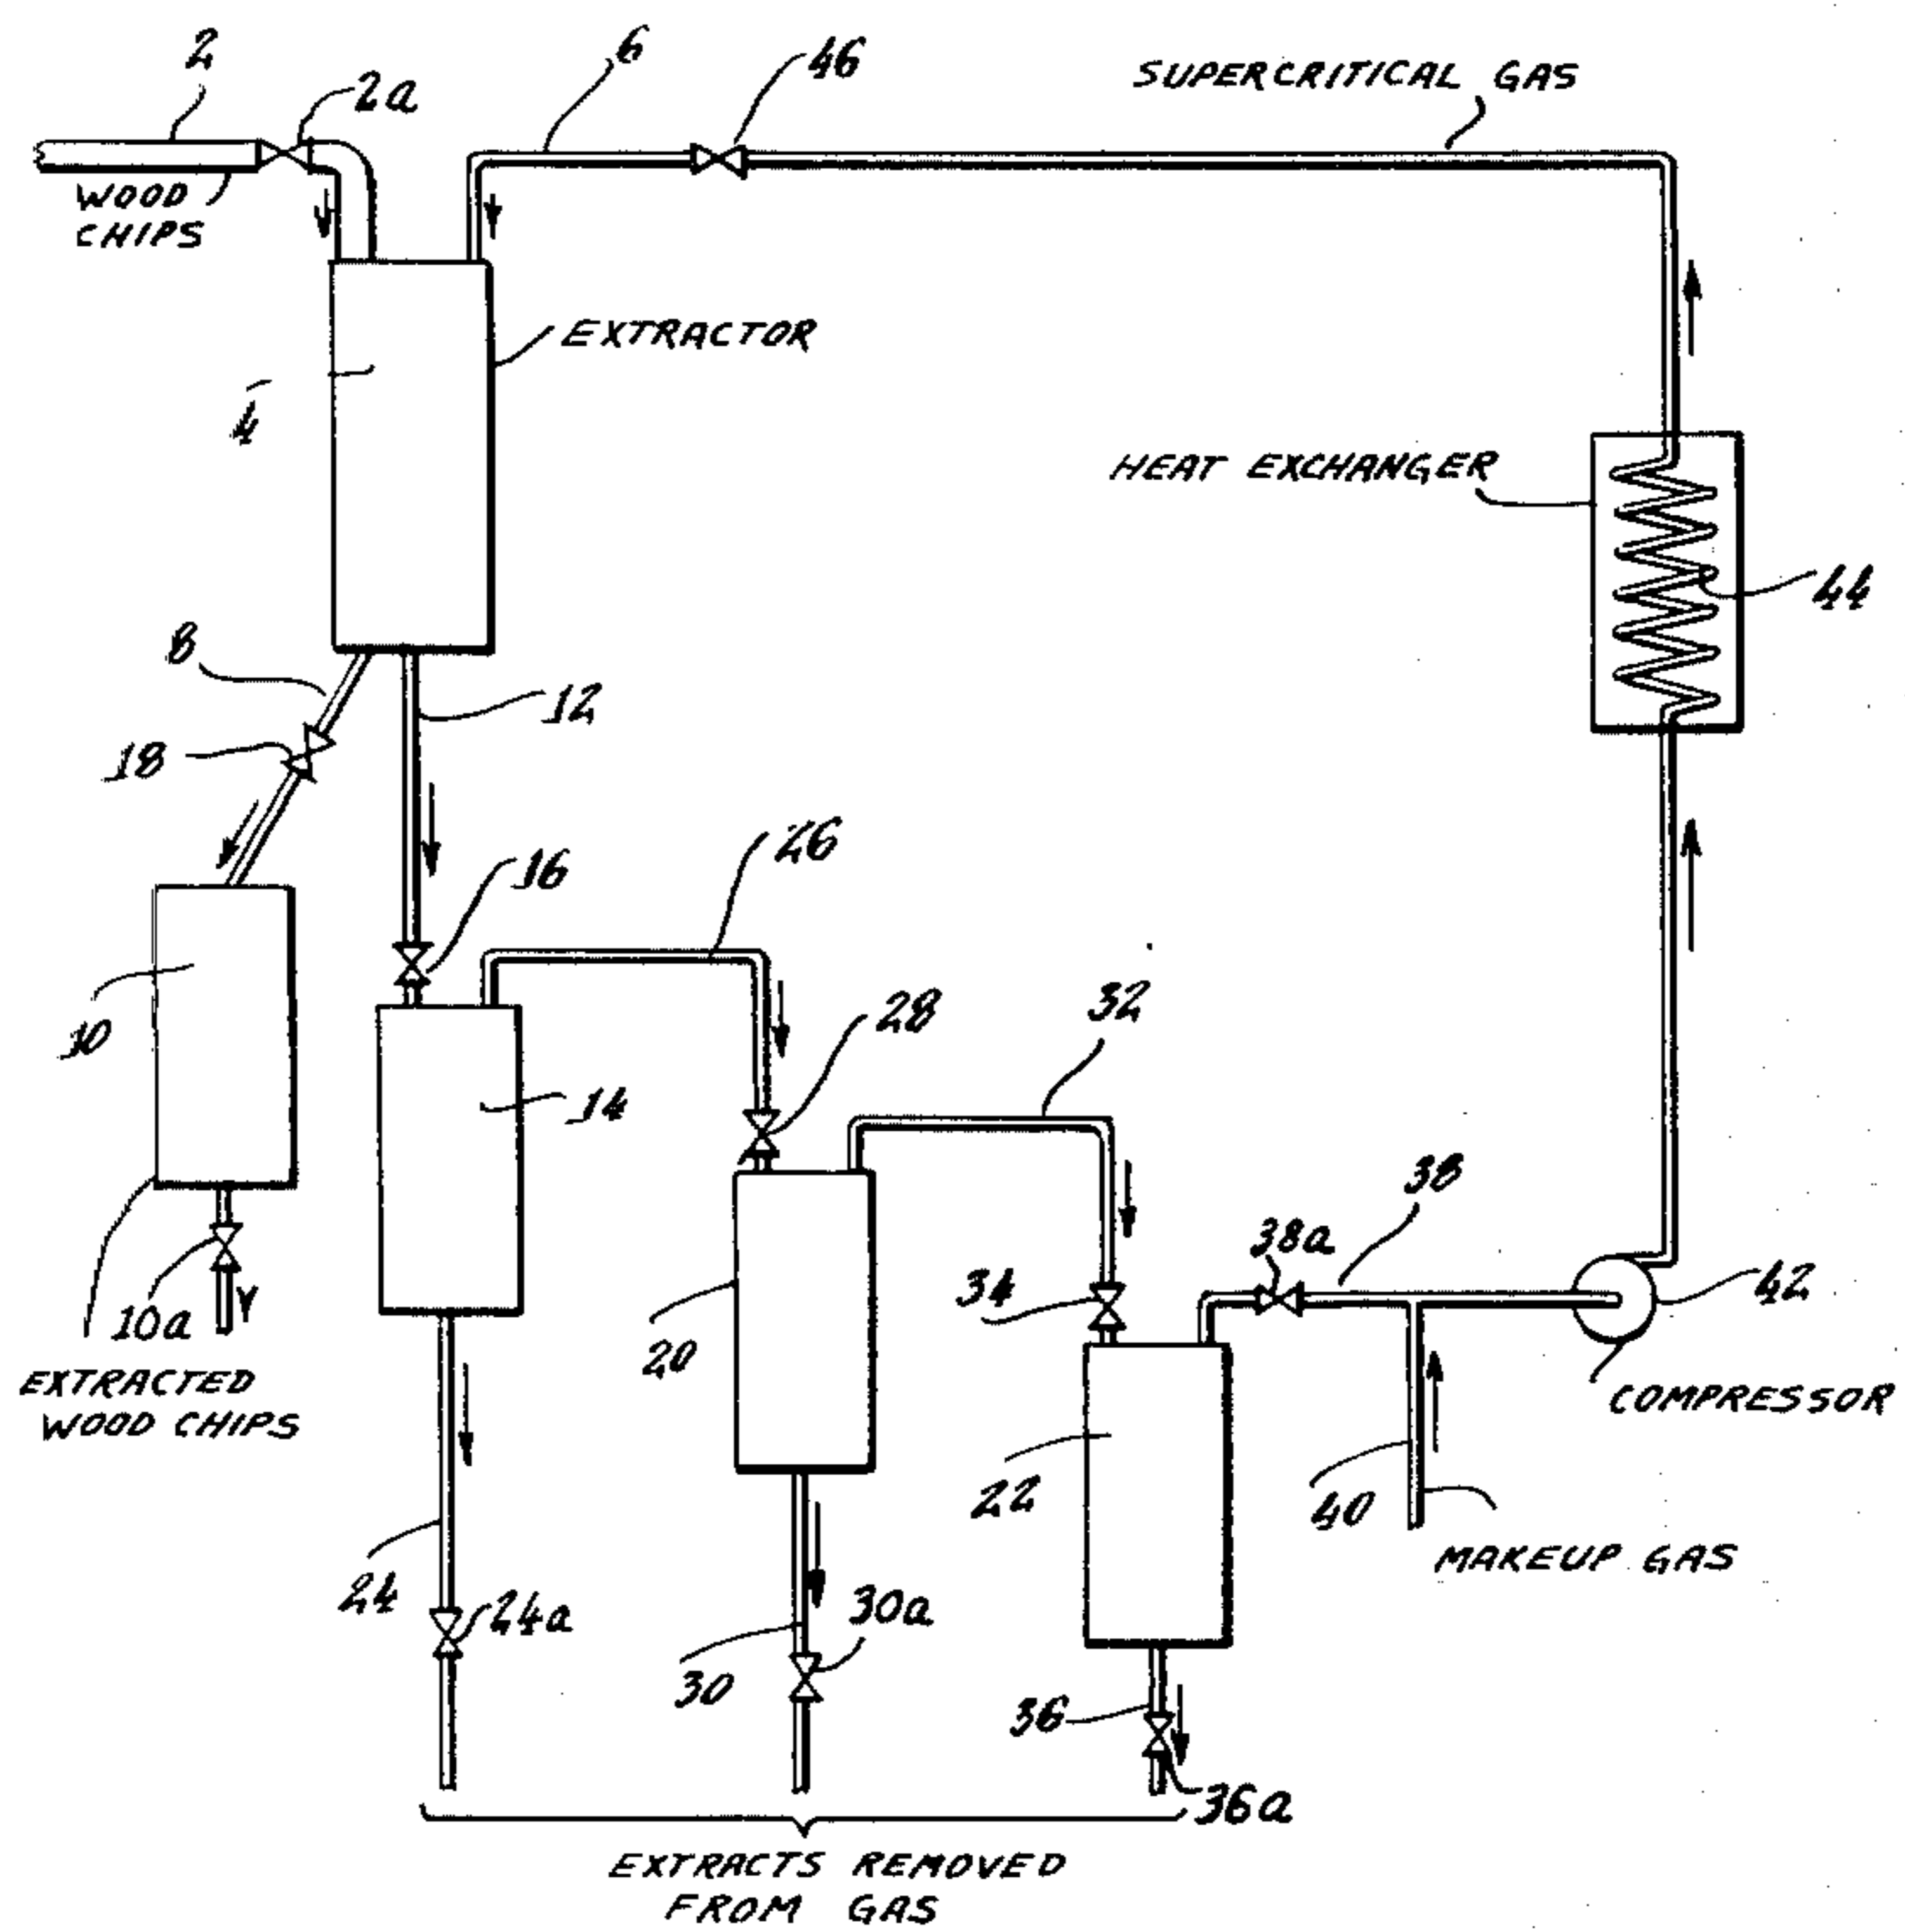 2
2a
6
46
SUPERCRITICAL GAS
WOOD
CHIPS
EXTRACTOR
4
HEAT EXCHANGER
44
8
12
18
26
16
10
28
32
14
38
38a
34
42
10a
20
COMPRESSOR
EXTRACTED
WOOD CHIPS
22
40
MAKEUP GAS
24
24a
30a
30
36
36a
EXTRACTS REMOVED
FROM GAS